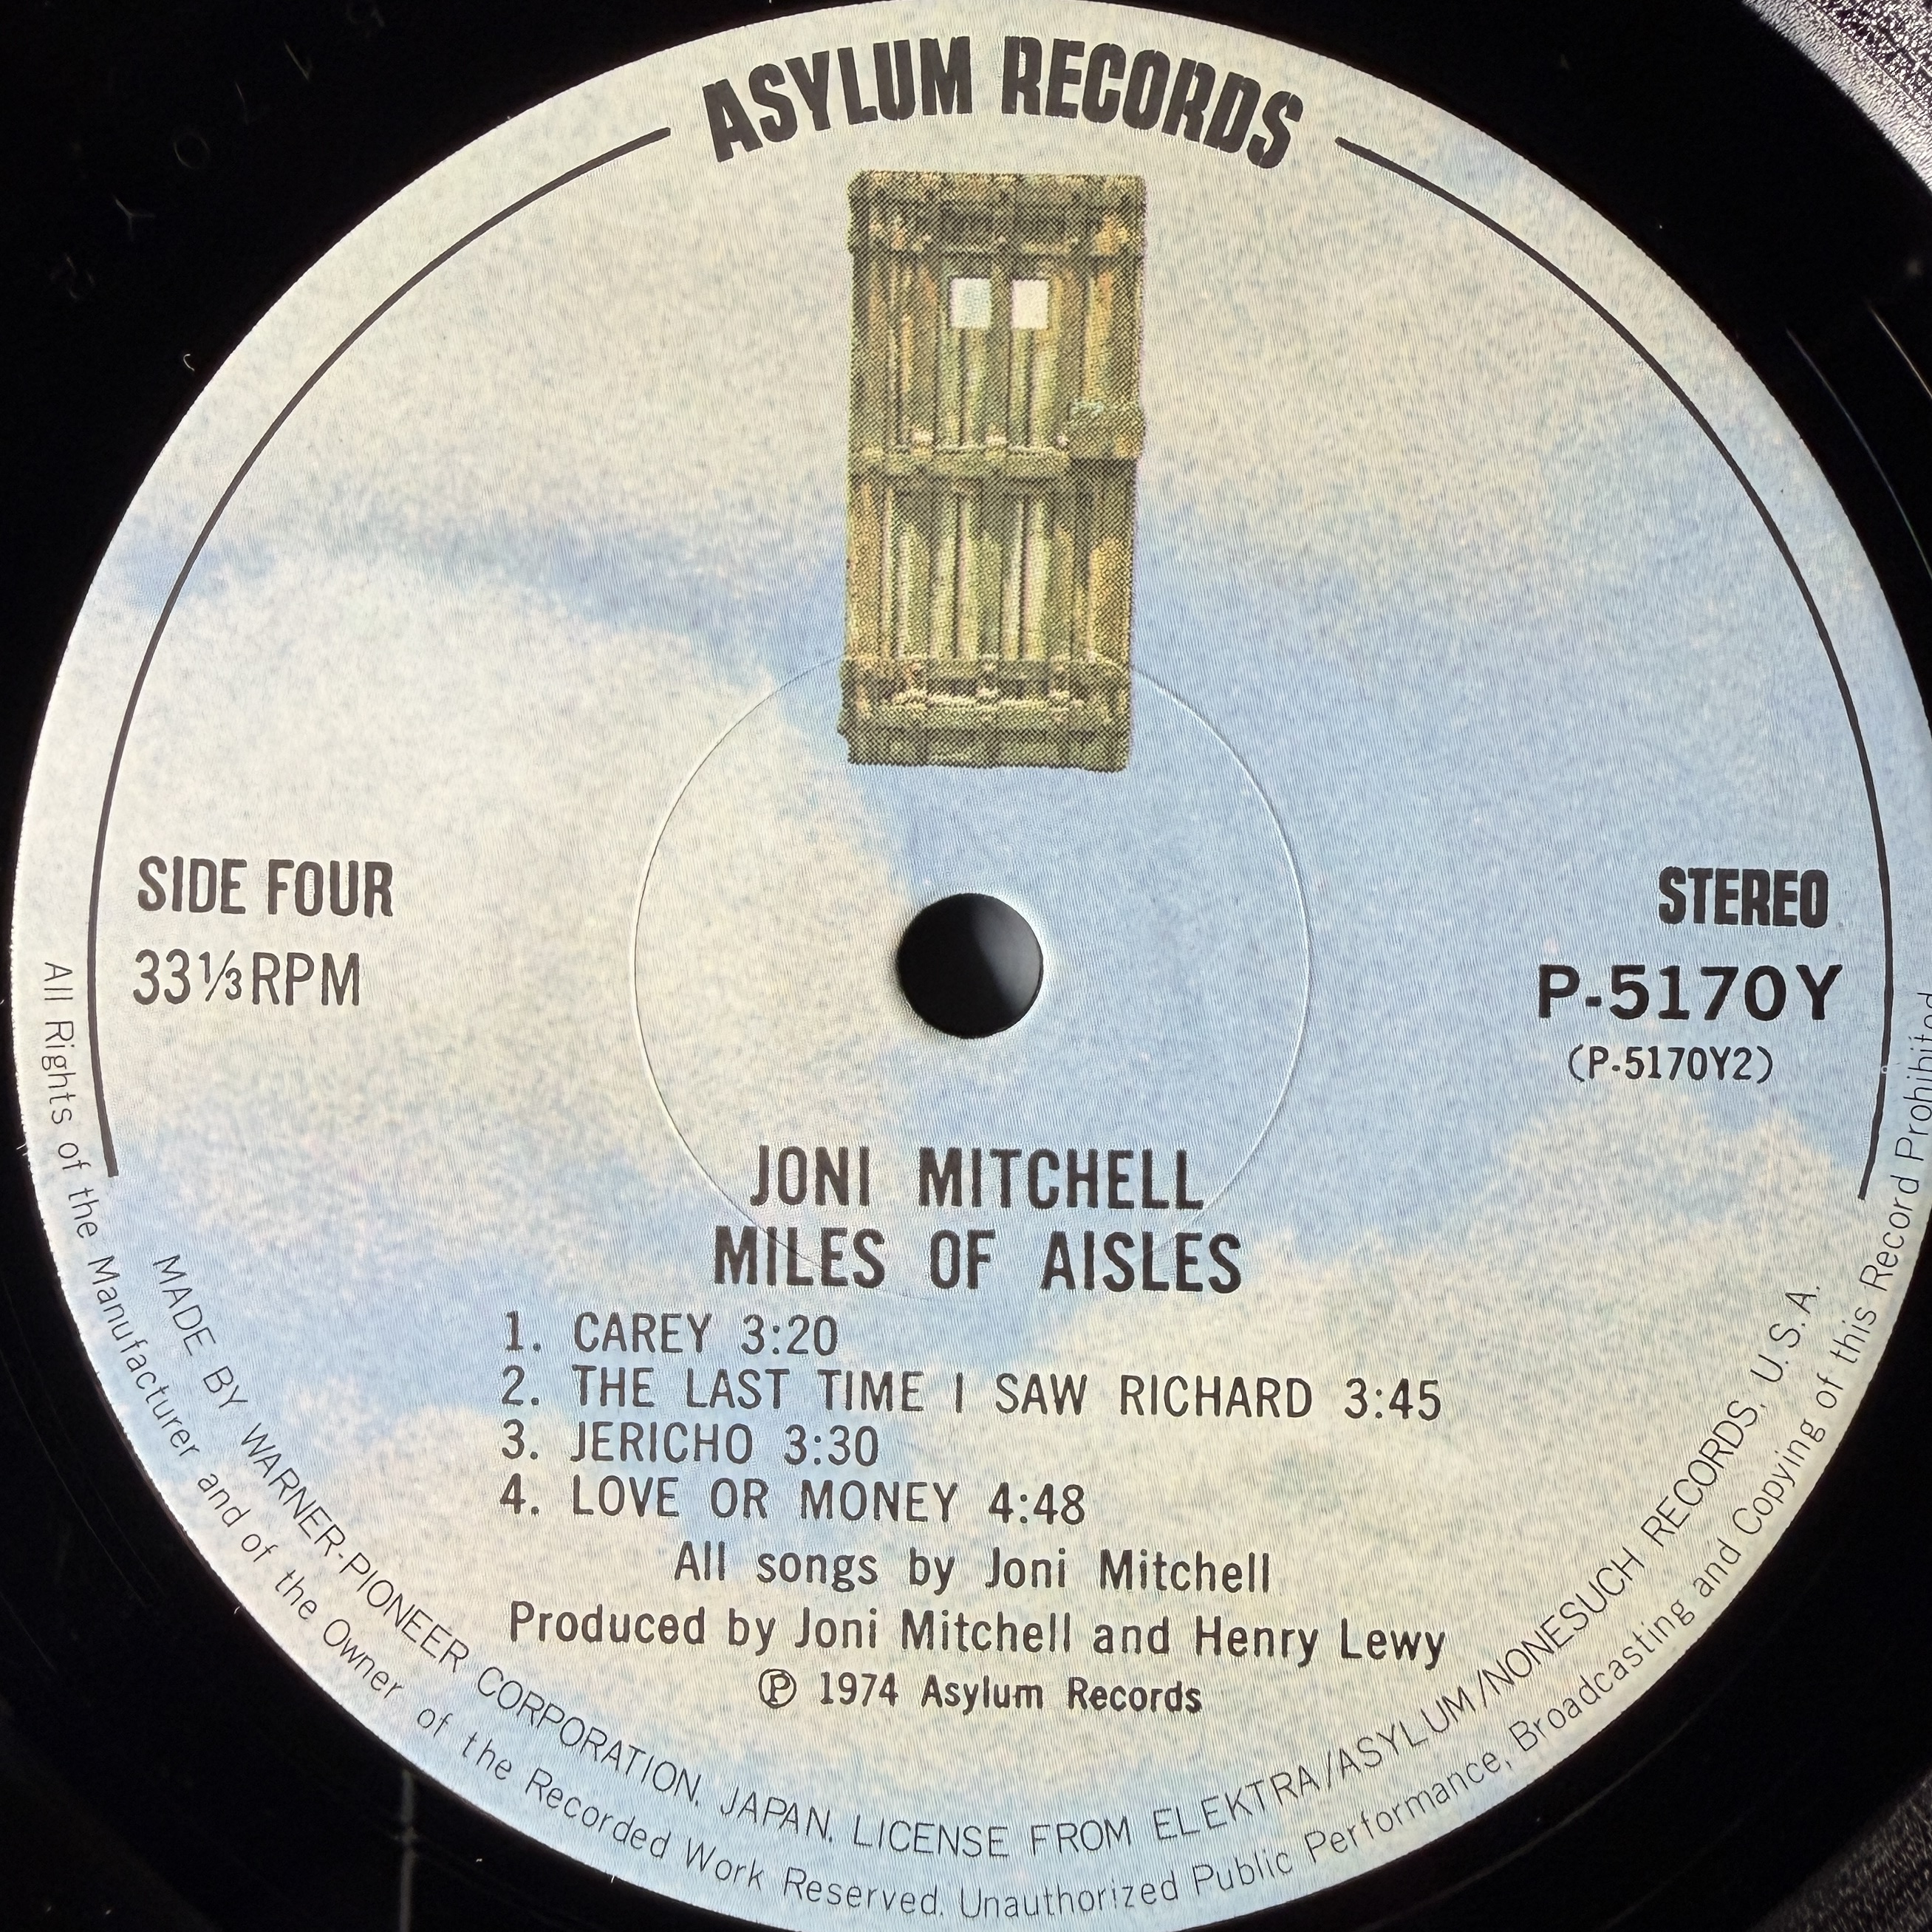 ASYLUM RECORDS
SIDE FOUR
33⅓RPM
STEREO
P-5170Y
(P-5170Y2)
JONI MITCHELL
MILES OF AISLES
1. CAREY 3:20
2. THE LAST TIME I SAW RICHARD 3:45
3. JERICHO 3:30
4. LOVE OR MONEY 4:48
All songs by Joni Mitchell
Produced by Joni Mitchell and Henry Lewy
Ⓟ 1974 Asylum Records
MADE BY WARNER-PIONEER CORPORATION, JAPAN. LICENSE FROM ELEKTRA/ASYLUM/NONESUCH RECORDS, U.S.A.
All Rights of the Manufacturer and of the Owner of the Recorded Work Reserved. Unauthorized Public Performance, Broadcasting and Copying of this Record Prohibited